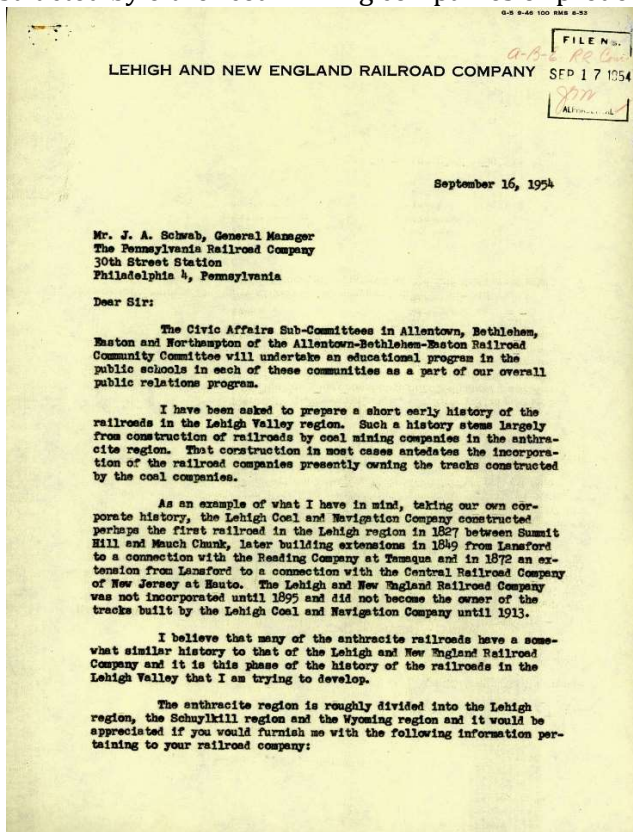 G-5 8-46 100 RMS 8-53
FILE No.
SEP 17 1954
LEHIGH AND NEW ENGLAND RAILROAD COMPANY
September 16, 1954
Mr. J. A. Schwab, General Manager
The Pennsylvania Railroad Company
30th Street Station
Philadelphia 4, Pennsylvania
Dear Sir:
The Civic Affairs Sub-Committees in Allentown, Bethlehem,
Easton and Northampton of the Allentown-Bethlehem-Easton Railroad
Community Committee will undertake an educational program in the
public schools in each of these communities as a part of our overall
public relations program.
I have been asked to prepare a short early history of the
railroads in the Lehigh Valley region. Such a history stems largely
from construction of railroads by coal mining companies in the anthra-
cite region. That construction in most cases antedates the incorpora-
tion of the railroad companies presently owning the tracks constructed
by the coal companies.
As an example of what I have in mind, taking our own cor-
porate history, the Lehigh Coal and Navigation Company constructed
perhaps the first railroad in the Lehigh region in 1827 between Summit
Hill and Mauch Chunk, later building extensions in 1849 from Lansford
to a connection with the Reading Company at Tamaqua and in 1872 an ex-
tension from Lansford to a connection with the Central Railroad Company
of New Jersey at Hauto. The Lehigh and New England Railroad Company
was not incorporated until 1895 and did not become the owner of the
tracks built by the Lehigh Coal and Navigation Company until 1913.
I believe that many of the anthracite railroads have a some-
what similar history to that of the Lehigh and New England Railroad
Company and it is this phase of the history of the railroads in the
Lehigh Valley that I am trying to develop.
The anthracite region is roughly divided into the Lehigh
region, the Schuylkill region and the Wyoming region and it would be
appreciated if you would furnish me with the following information per-
taining to your railroad company: